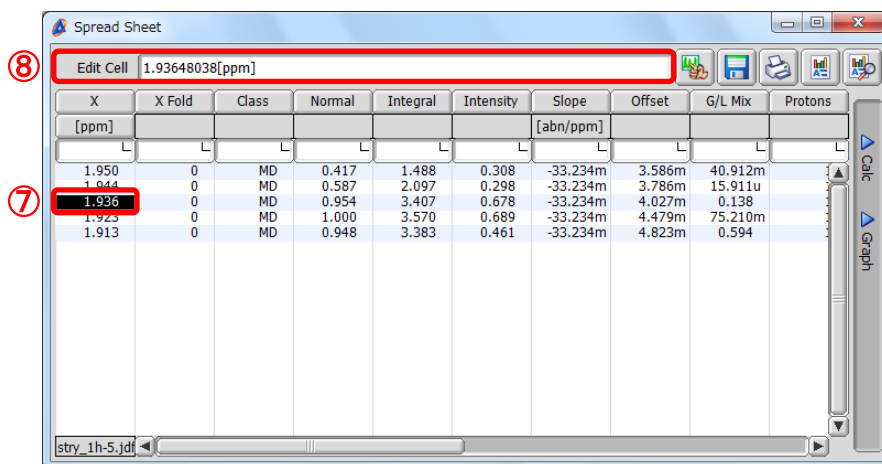 Spread Sheet
⑧ Edit Cell 1.93648038[ppm]
X X Fold Class Normal Integral Intensity Slope Offset G/L Mix Protons
[ppm] [abn/ppm]
1.950 0 MD 0.417 1.488 0.308 -33.234m 3.586m 40.912m
1.944 0 MD 0.587 2.097 0.298 -33.234m 3.786m 15.911u
⑦ 1.936 0 MD 0.954 3.407 0.678 -33.234m 4.027m 0.138
1.923 0 MD 1.000 3.570 0.689 -33.234m 4.479m 75.210m
1.913 0 MD 0.948 3.383 0.461 -33.234m 4.823m 0.594
Calc
Graph
stry_1h-5.jdf